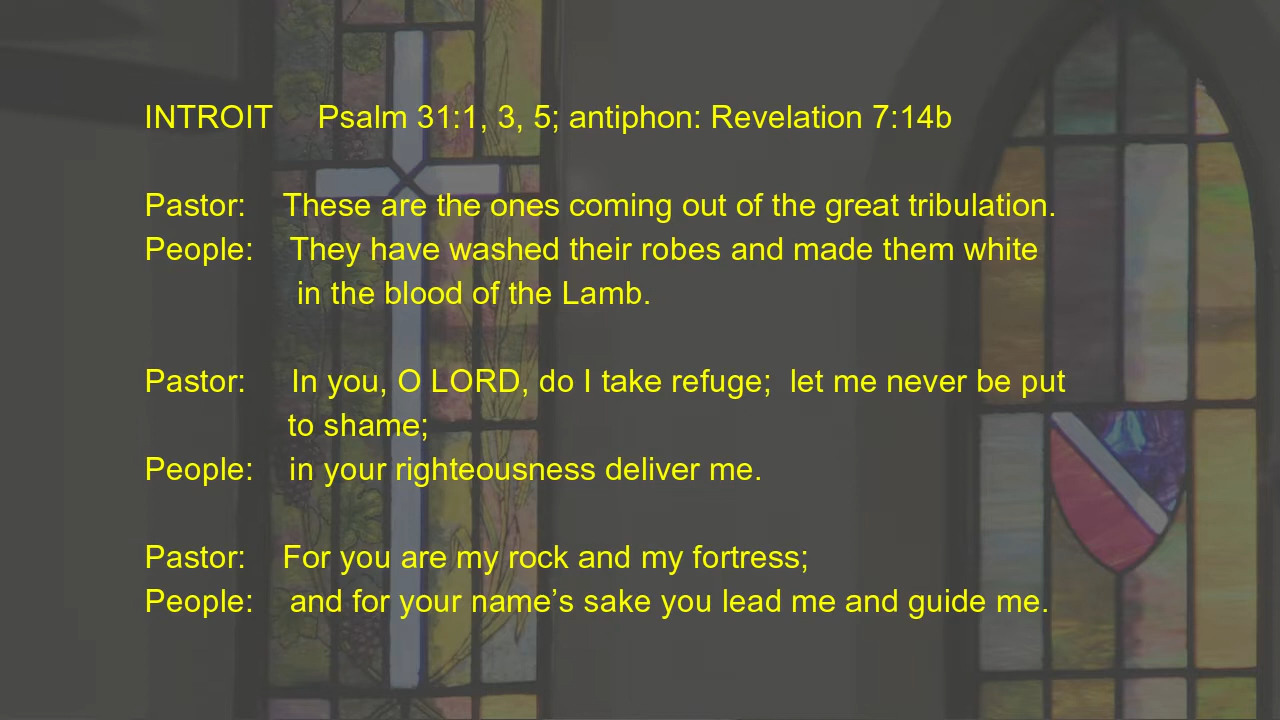 INTROIT Psalm 31:1, 3, 5; antiphon: Revelation 7:14b
Pastor: These are the ones coming out of the great tribulation.
People: They have washed their robes and made them white
in the blood of the Lamb.
Pastor: In you, O LORD, do I take refuge; let me never be put
to shame;
People: in your righteousness deliver me.
Pastor: For you are my rock and my fortress;
People: and for your name’s sake you lead me and guide me.